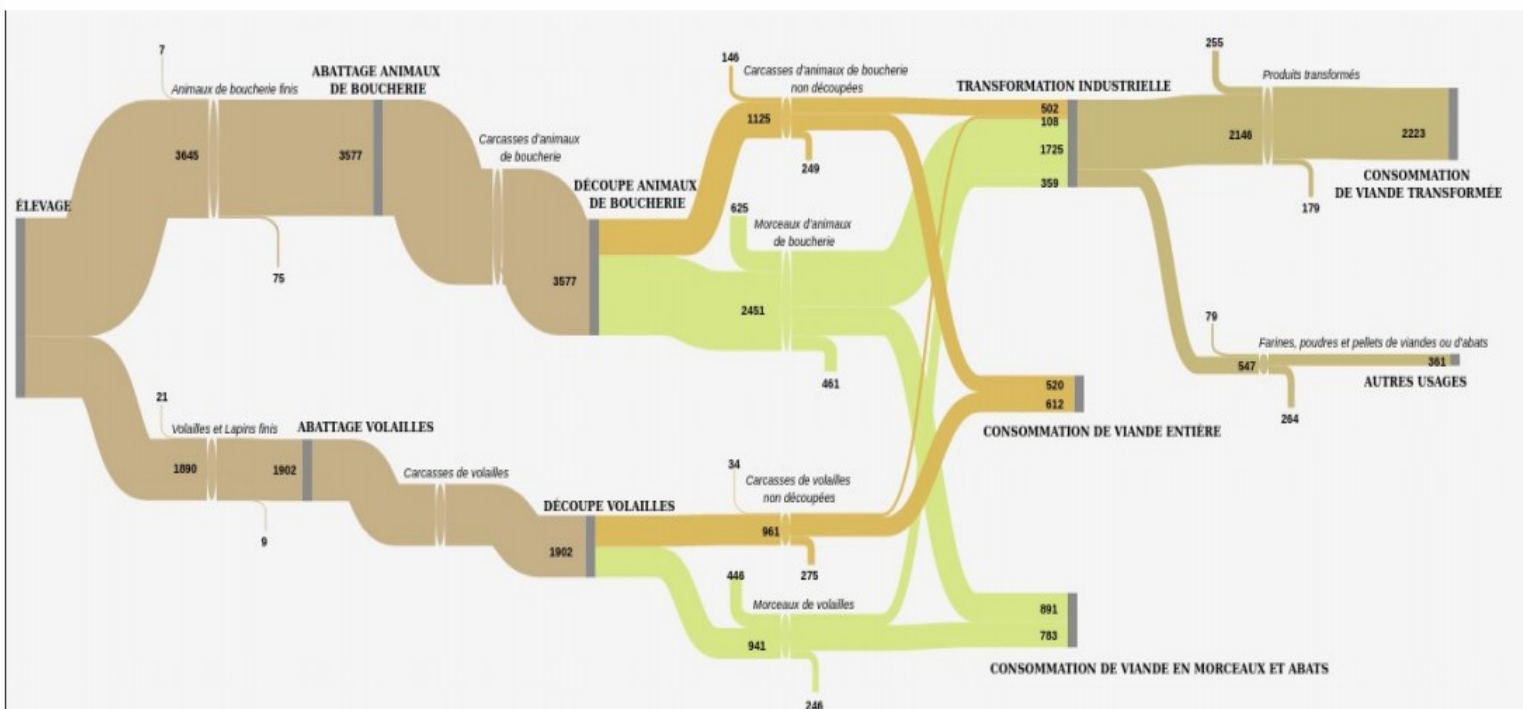 7
255
146
ABATTAGE ANIMAUX
DE BOUCHERIE
Carcasses d'animaux de boucherie
non découpées
Produits transformés
Animaux de boucherie finis
TRANSFORMATION INDUSTRIELLE
502
1125
108
Carcasses d'animaux
de boucherie
2146
2223
3645
3577
1725
249
CONSOMMATION
DE VIANDE TRANSFORMÉE
DÉCOUPE ANIMAUX
DE BOUCHERIE
359
ÉLEVAGE
625
179
Morceaux d'animaux
de boucherie
75
3577
2451
79
Farines, poudres et pellets de viandes ou d'abats
547
361
AUTRES USAGES
461
520
21
612
264
Volailles et Lapins finis
ABATTAGE VOLAILLES
CONSOMMATION DE VIANDE ENTIÈRE
1890
1902
Carcasses de volailles
34
Carcasses de volailles
non découpées
DÉCOUPE VOLAILLES
961
9
1902
275
446
Morceaux de volailles
891
941
783
CONSOMMATION DE VIANDE EN MORCEAUX ET ABATS
246